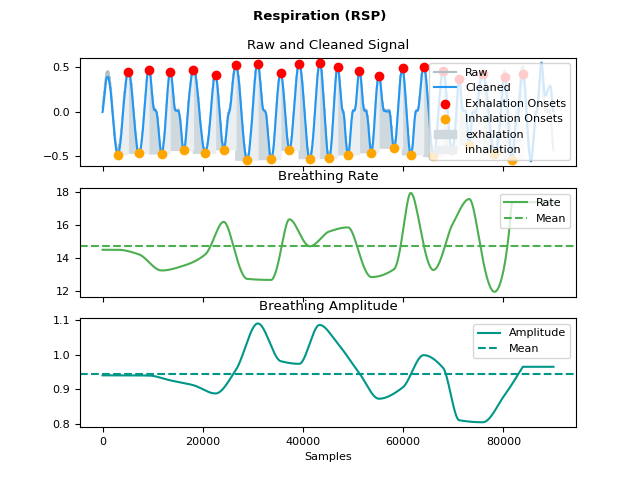 Respiration (RSP)
Raw and Cleaned Signal
0.5
0.0
−0.5
Raw
Cleaned
Exhalation Onsets
Inhalation Onsets
exhalation
inhalation
Breathing Rate
18
16
14
12
Rate
Mean
Breathing Amplitude
1.1
1.0
0.9
0.8
Amplitude
Mean
0 20000 40000 60000 80000
Samples